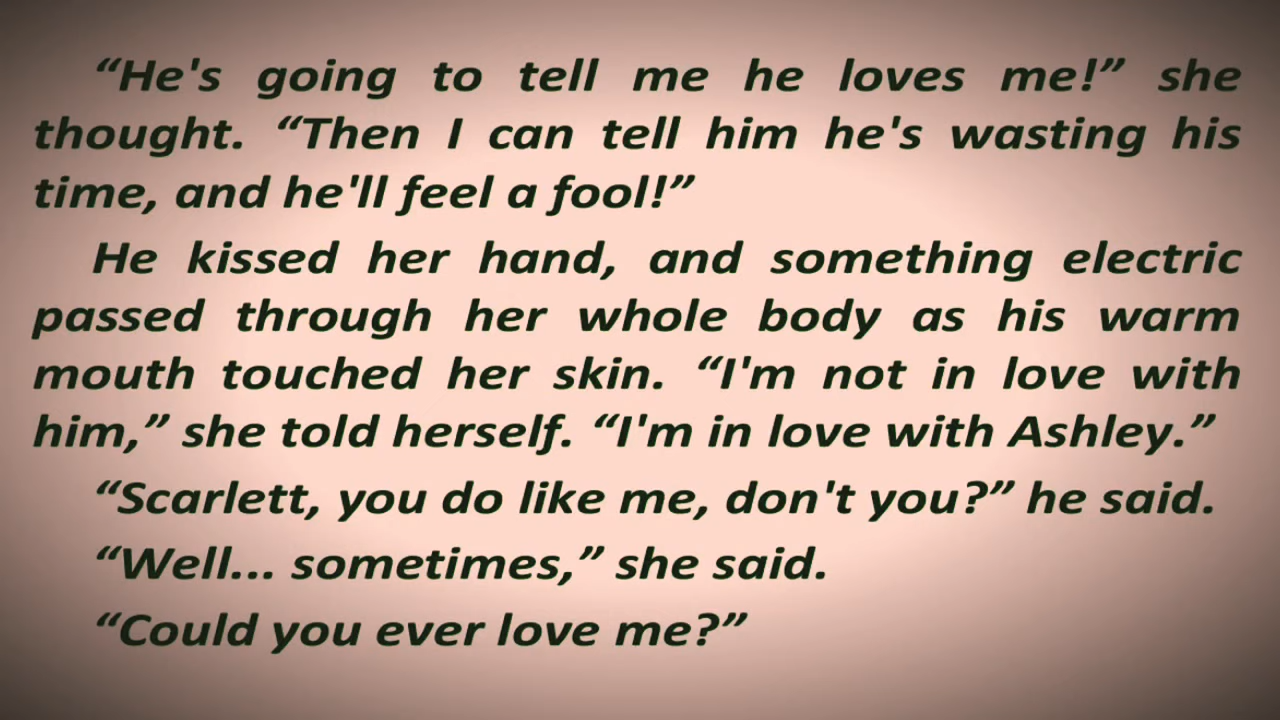 “He's going to tell me he loves me!” she
thought. “Then I can tell him he's wasting his
time, and he'll feel a fool!”
He kissed her hand, and something electric
passed through her whole body as his warm
mouth touched her skin. “I'm not in love with
him,” she told herself. “I'm in love with Ashley.”
“Scarlett, you do like me, don't you?” he said.
“Well... sometimes,” she said.
“Could you ever love me?”